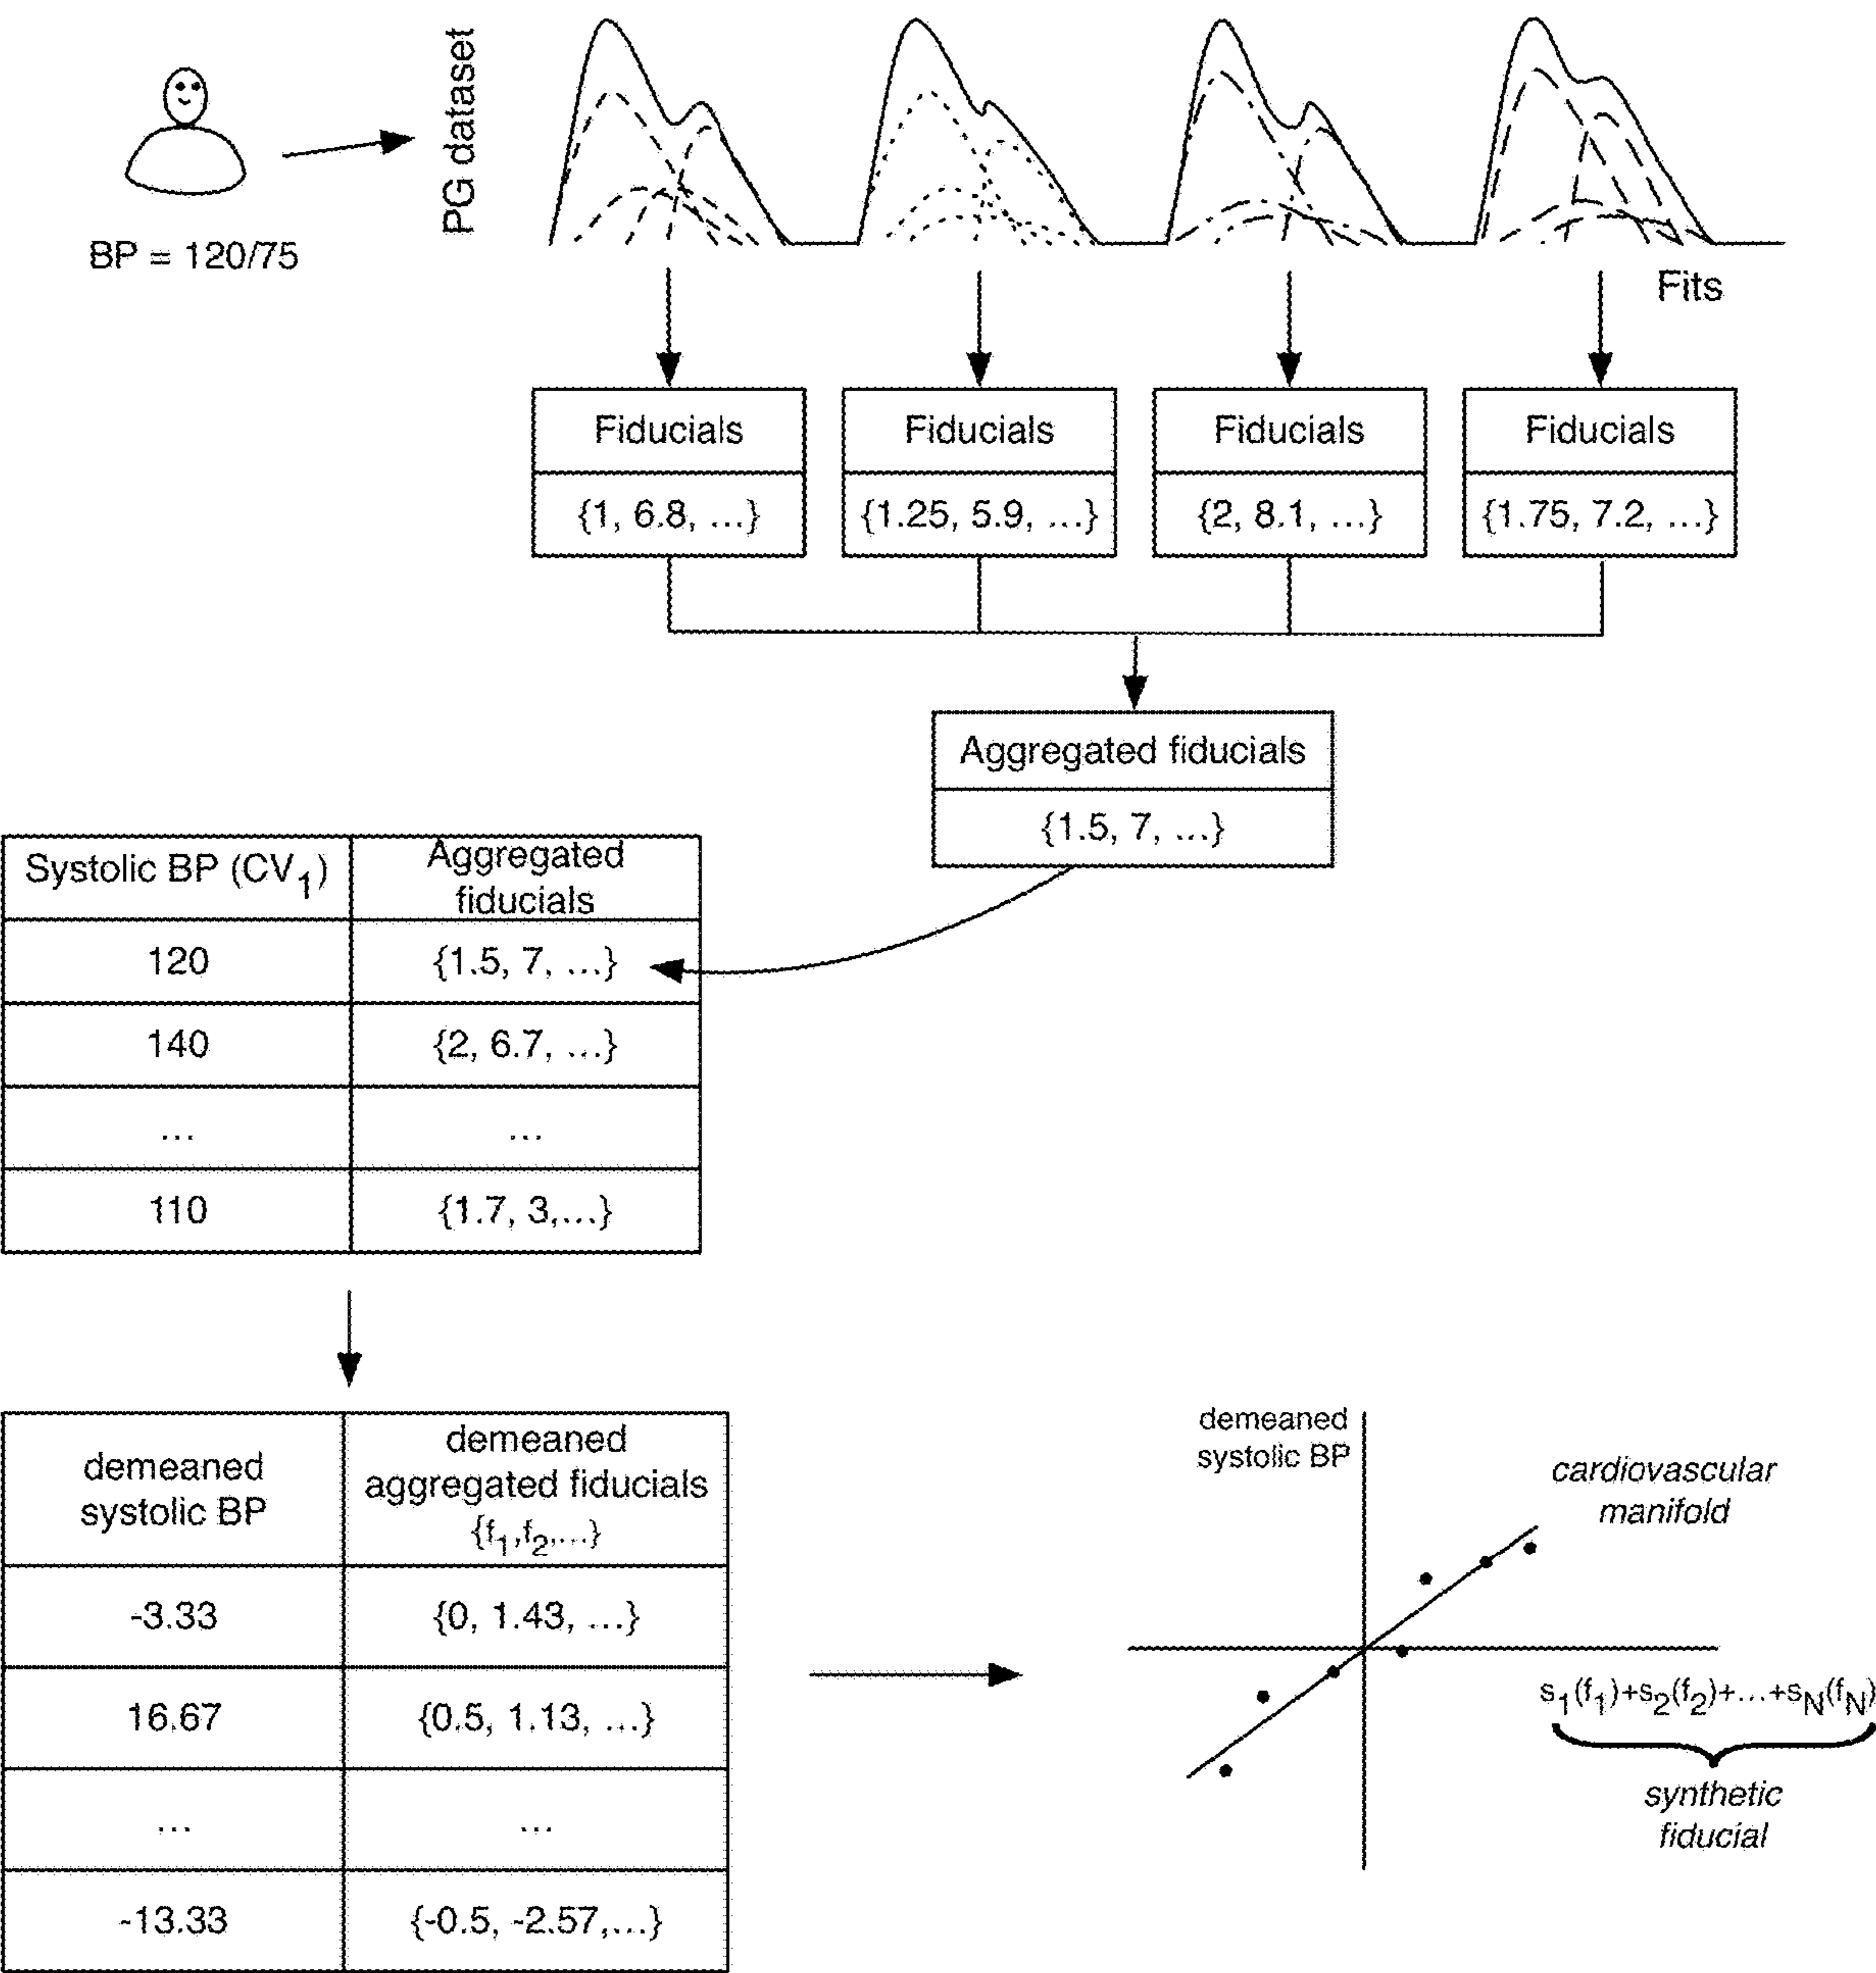 PG dataset
BP = 120/75
Fits
Fiducials
{1, 6.8, ...}
Fiducials
{1.25, 5.9, ...}
Fiducials
{2, 8.1, ...}
Fiducials
{1.75, 7.2, ...}
Aggregated fiducials
{1.5, 7, ...}
Systolic BP (CV1)
Aggregated
fiducials
120
{1.5, 7, ...}
140
{2, 6.7, ...}
...
...
110
{1.7, 3,...}
demeaned
systolic BP
demeaned
aggregated fiducials
{f1,f2,...}
-3.33
{0, 1.43, ...}
16.67
{0.5, 1.13, ...}
...
...
-13.33
{-0.5, -2.57,...}
demeaned
systolic BP
cardiovascular
manifold
s1(f1)+s2(f2)+...+sN(fN)
synthetic
fiducial